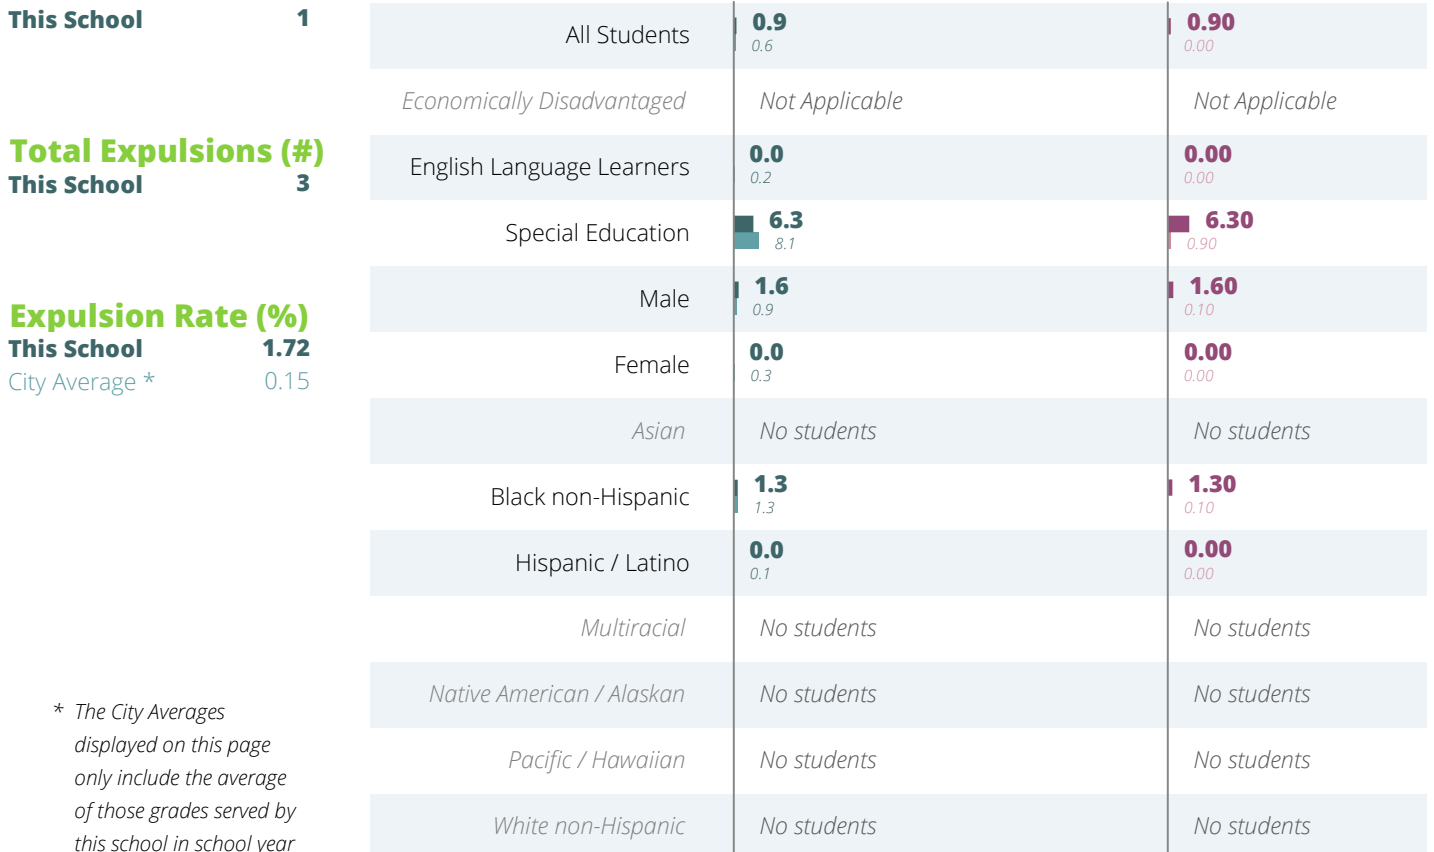 This School 1
Total Expulsions (#)
This School 3
Expulsion Rate (%)
This School 1.72
City Average * 0.15
* The City Averages
displayed on this page
only include the average
of those grades served by
this school in school year
All Students 0.9 0.90
0.6 0.00
Economically Disadvantaged Not Applicable Not Applicable
English Language Learners 0.0 0.00
0.2 0.00
Special Education 6.3 6.30
8.1 0.90
Male 1.6 1.60
0.9 0.10
Female 0.0 0.00
0.3 0.00
Asian No students No students
Black non-Hispanic 1.3 1.30
1.3 0.10
Hispanic / Latino 0.0 0.00
0.1 0.00
Multiracial No students No students
Native American / Alaskan No students No students
Pacific / Hawaiian No students No students
White non-Hispanic No students No students